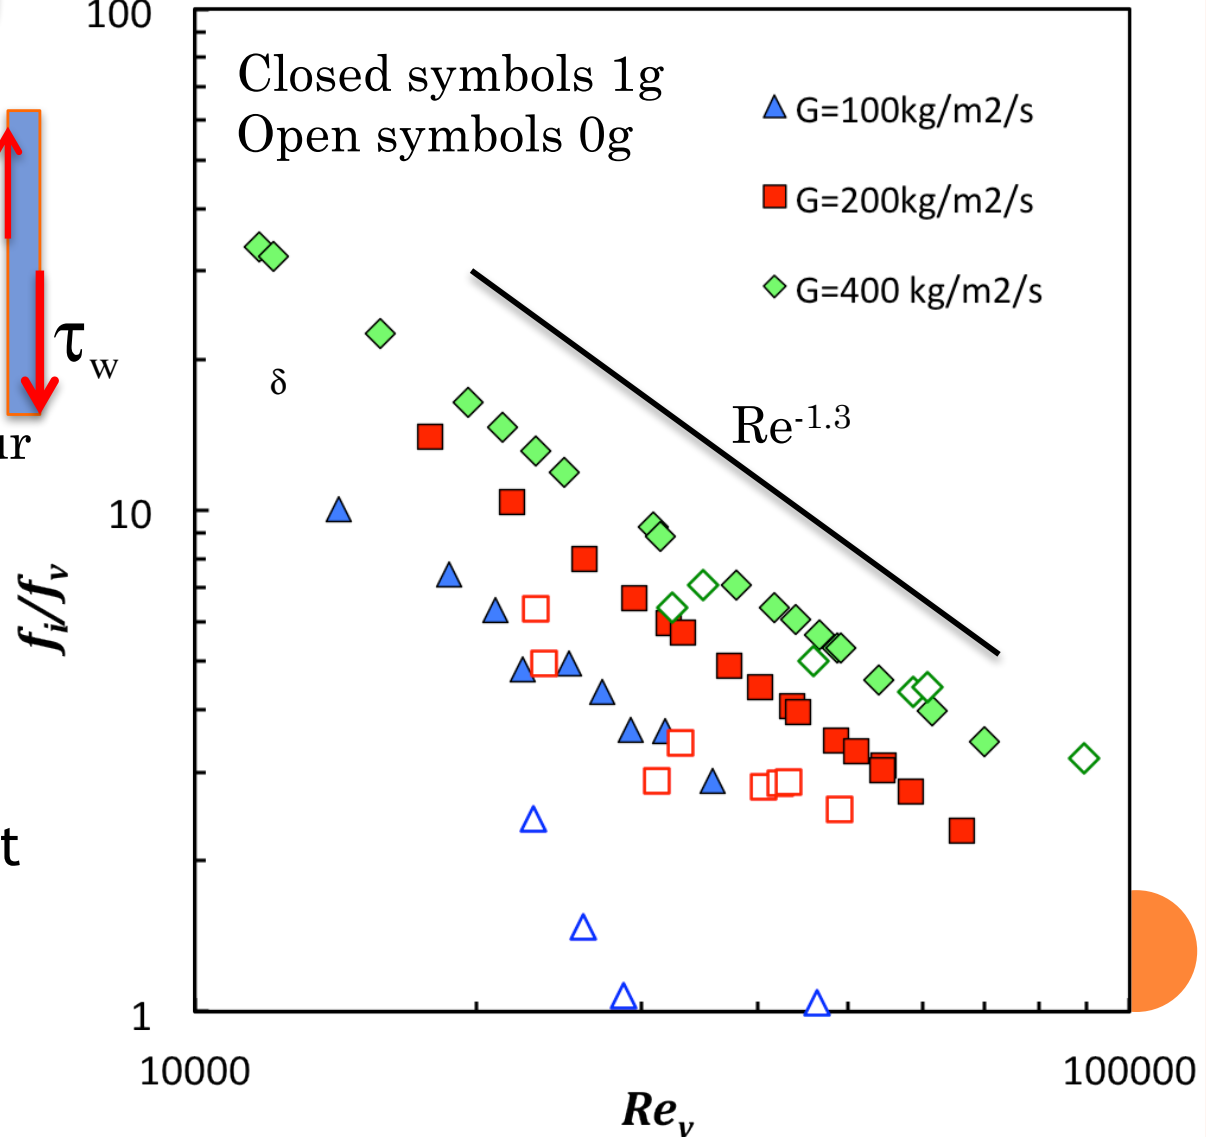 100
Closed symbols 1g
Open symbols 0g
G=100kg/m2/s
G=200kg/m2/s
G=400 kg/m2/s
τw
δ
Re-1.3
10
fi/fv
t
1
10000
100000
Rev